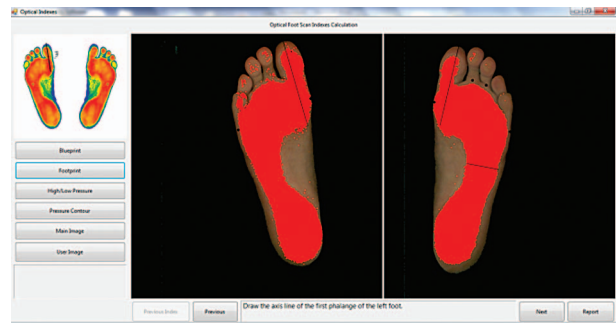 Optical Indexes
Optical Foot Scan Indexes Calculation
Blueprint
Footprint
High/Low Pressure
Pressure Contour
Main Image
User Image
Previous Index
Previous
Draw the axis line of the first phalange of the left foot.
Next
Report